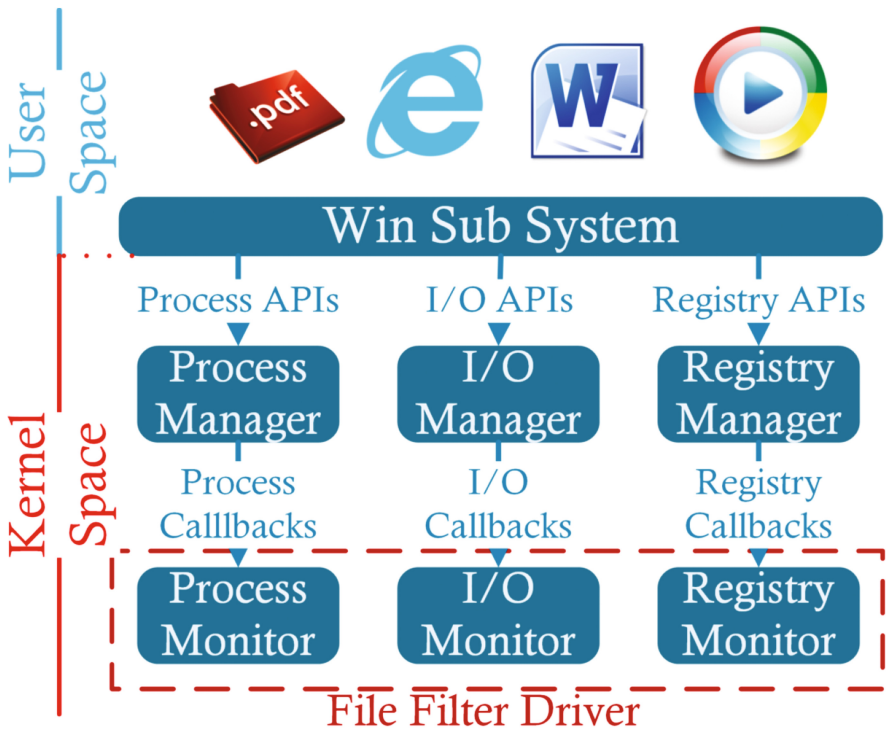 User
Space
.pdf
W
Win Sub System
Process APIs
I/O APIs
Registry APIs
Process
Manager
I/O
Manager
Registry
Manager
Kernel
Space
Process
Calllbacks
I/O
Callbacks
Registry
Callbacks
Process
Monitor
I/O
Monitor
Registry
Monitor
File Filter Driver